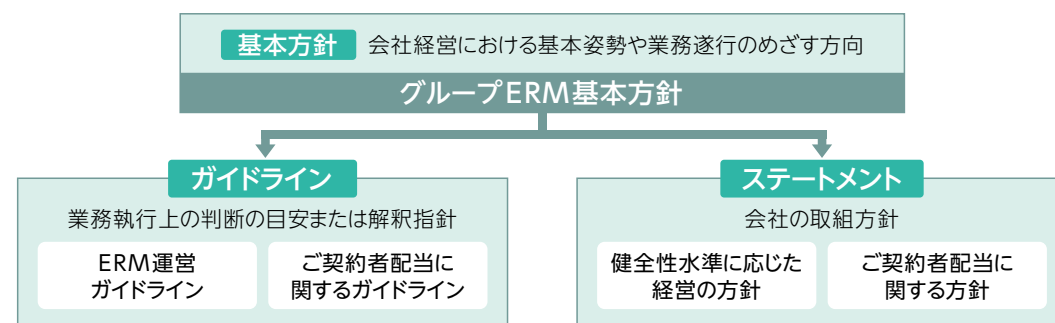 基本方針 会社経営における基本姿勢や業務遂行のめざす方向
グループERM基本方針
ガイドライン
業務執行上の判断の目安または解釈指針
ERM運営
ガイドライン
ご契約者配当に
関するガイドライン
ステートメント
会社の取組方針
健全性水準に応じた
経営の方針
ご契約者配当に
関する方針